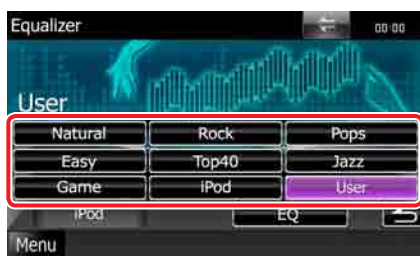 Equalizer 00:00
User
Natural Rock Pops
Easy Top40 Jazz
Game iPod User
iPod EQ
Menu